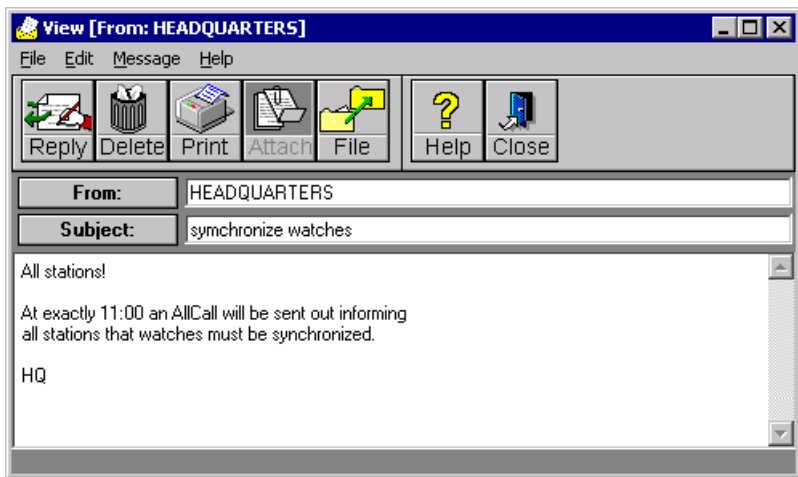 View [From: HEADQUARTERS]
File Edit Message Help
Reply Delete Print Attach File Help Close
From: HEADQUARTERS
Subject: symchronize watches
All stations!
At exactly 11:00 an AllCall will be sent out informing
all stations that watches must be synchronized.
HQ